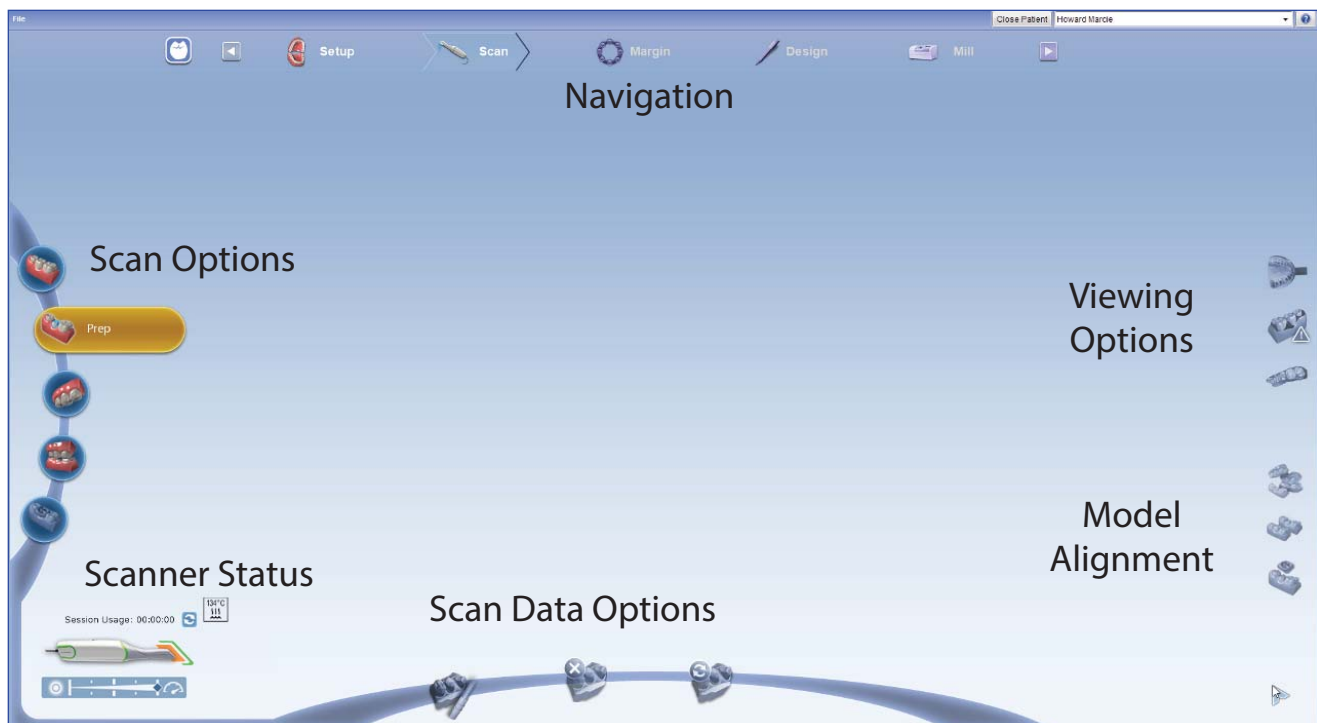 File
Close Patient Howard Marcie
Setup Scan Margin Design Mill
Navigation
Scan Options
Prep
Viewing
Options
Model
Alignment
Scanner Status
134°C
Session Usage: 00:00:00
Scan Data Options